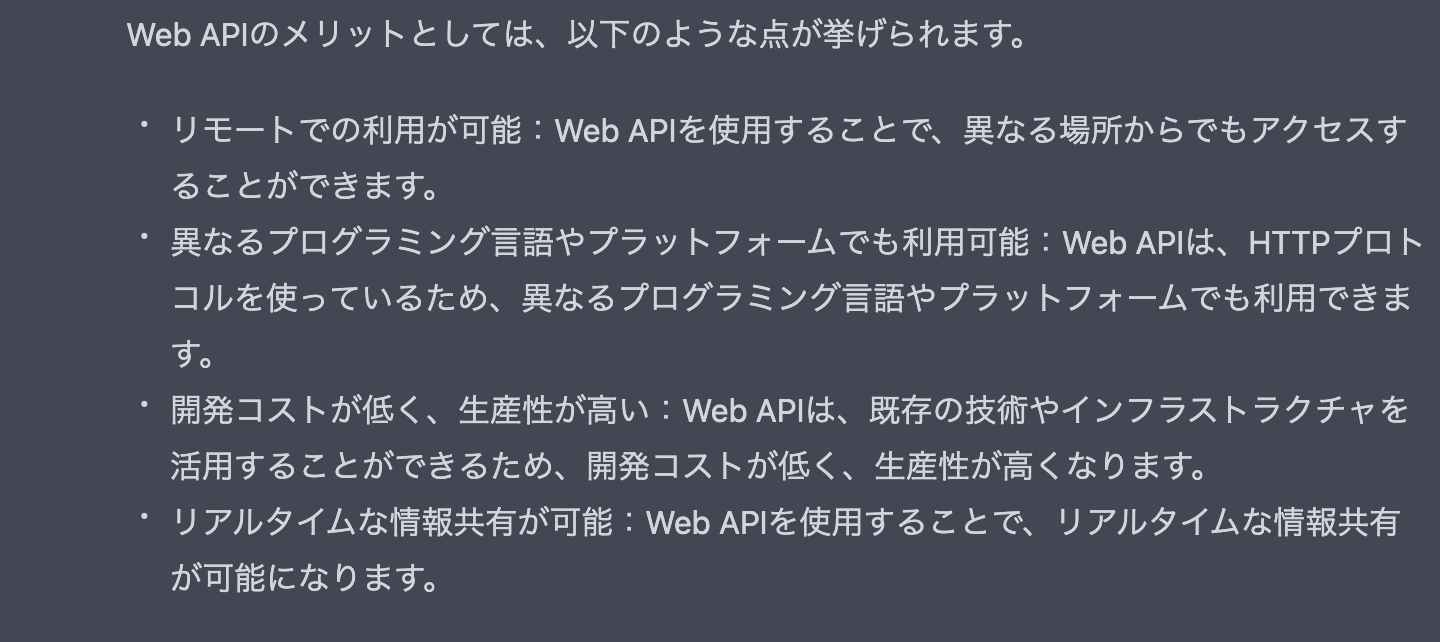 Web APIのメリットとしては、以下のような点が挙げられます。
・ リモートでの利用が可能：Web APIを使用することで、異なる場所からでもアクセスす
ることができます。
・ 異なるプログラミング言語やプラットフォームでも利用可能：Web APIは、HTTPプロト
コルを使っているため、異なるプログラミング言語やプラットフォームでも利用できま
す。
・ 開発コストが低く、生産性が高い：Web APIは、既存の技術やインフラストラクチャを
活用することができるため、開発コストが低く、生産性が高くなります。
・ リアルタイムな情報共有が可能：Web APIを使用することで、リアルタイムな情報共有
が可能になります。